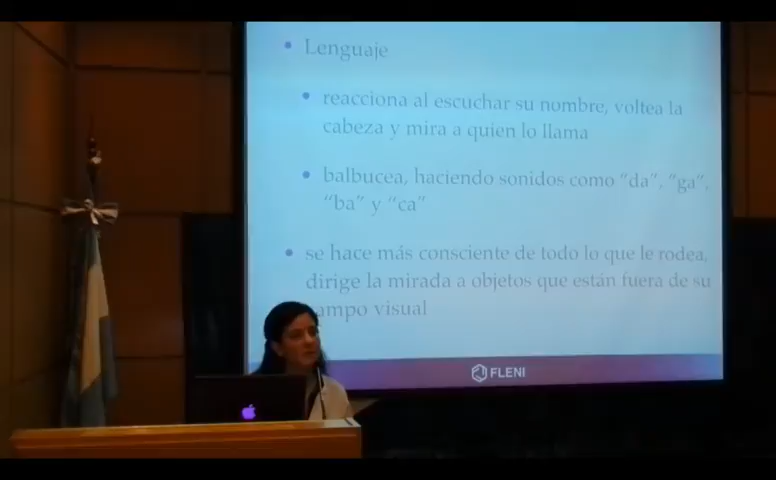 Lenguaje
reacciona al escuchar su nombre, voltea la
cabeza y mira a quien lo llama
balbucea, haciendo sonidos como “da”, “ga”,
“ba” y “ca”
se hace más consciente de todo lo que le rodea,
dirige la mirada a objetos que están fuera de su
campo visual
FLENI